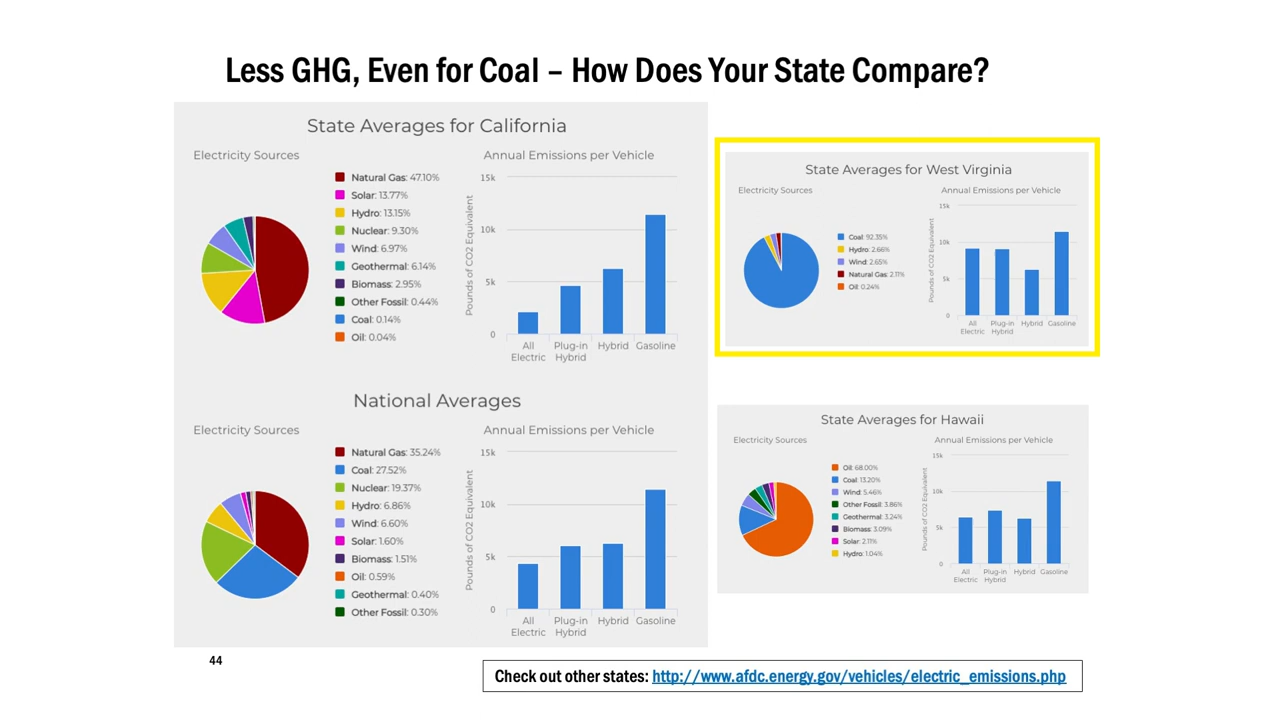 Less GHG, Even for Coal – How Does Your State Compare?
State Averages for California
Electricity Sources
Natural Gas: 47.10%
Solar: 13.77%
Hydro: 13.15%
Nuclear: 9.30%
Wind: 6.97%
Geothermal: 6.14%
Biomass: 2.95%
Other Fossil: 0.44%
Coal: 0.14%
Oil: 0.04%
Annual Emissions per Vehicle
Pounds of CO2 Equivalent
15k
10k
5k
0
All Electric
Plug-in Hybrid
Hybrid
Gasoline
State Averages for West Virginia
Electricity Sources
Coal: 92.35%
Hydro: 2.66%
Wind: 2.65%
Natural Gas: 2.11%
Oil: 0.24%
Annual Emissions per Vehicle
Pounds of CO2 Equivalent
15k
10k
5k
0
All Electric
Plug-in Hybrid
Hybrid
Gasoline
National Averages
Electricity Sources
Natural Gas: 35.24%
Coal: 27.52%
Nuclear: 19.37%
Hydro: 6.86%
Wind: 6.60%
Solar: 1.60%
Biomass: 1.51%
Oil: 0.59%
Geothermal: 0.40%
Other Fossil: 0.30%
Annual Emissions per Vehicle
Pounds of CO2 Equivalent
15k
10k
5k
0
All Electric
Plug-in Hybrid
Hybrid
Gasoline
State Averages for Hawaii
Electricity Sources
Oil: 68.00%
Coal: 13.20%
Wind: 5.46%
Other Fossil: 3.86%
Geothermal: 3.24%
Biomass: 3.09%
Solar: 2.11%
Hydro: 1.04%
Annual Emissions per Vehicle
Pounds of CO2 Equivalent
15k
10k
5k
0
All Electric
Plug-in Hybrid
Hybrid
Gasoline
44
Check out other states: http://www.afdc.energy.gov/vehicles/electric_emissions.php